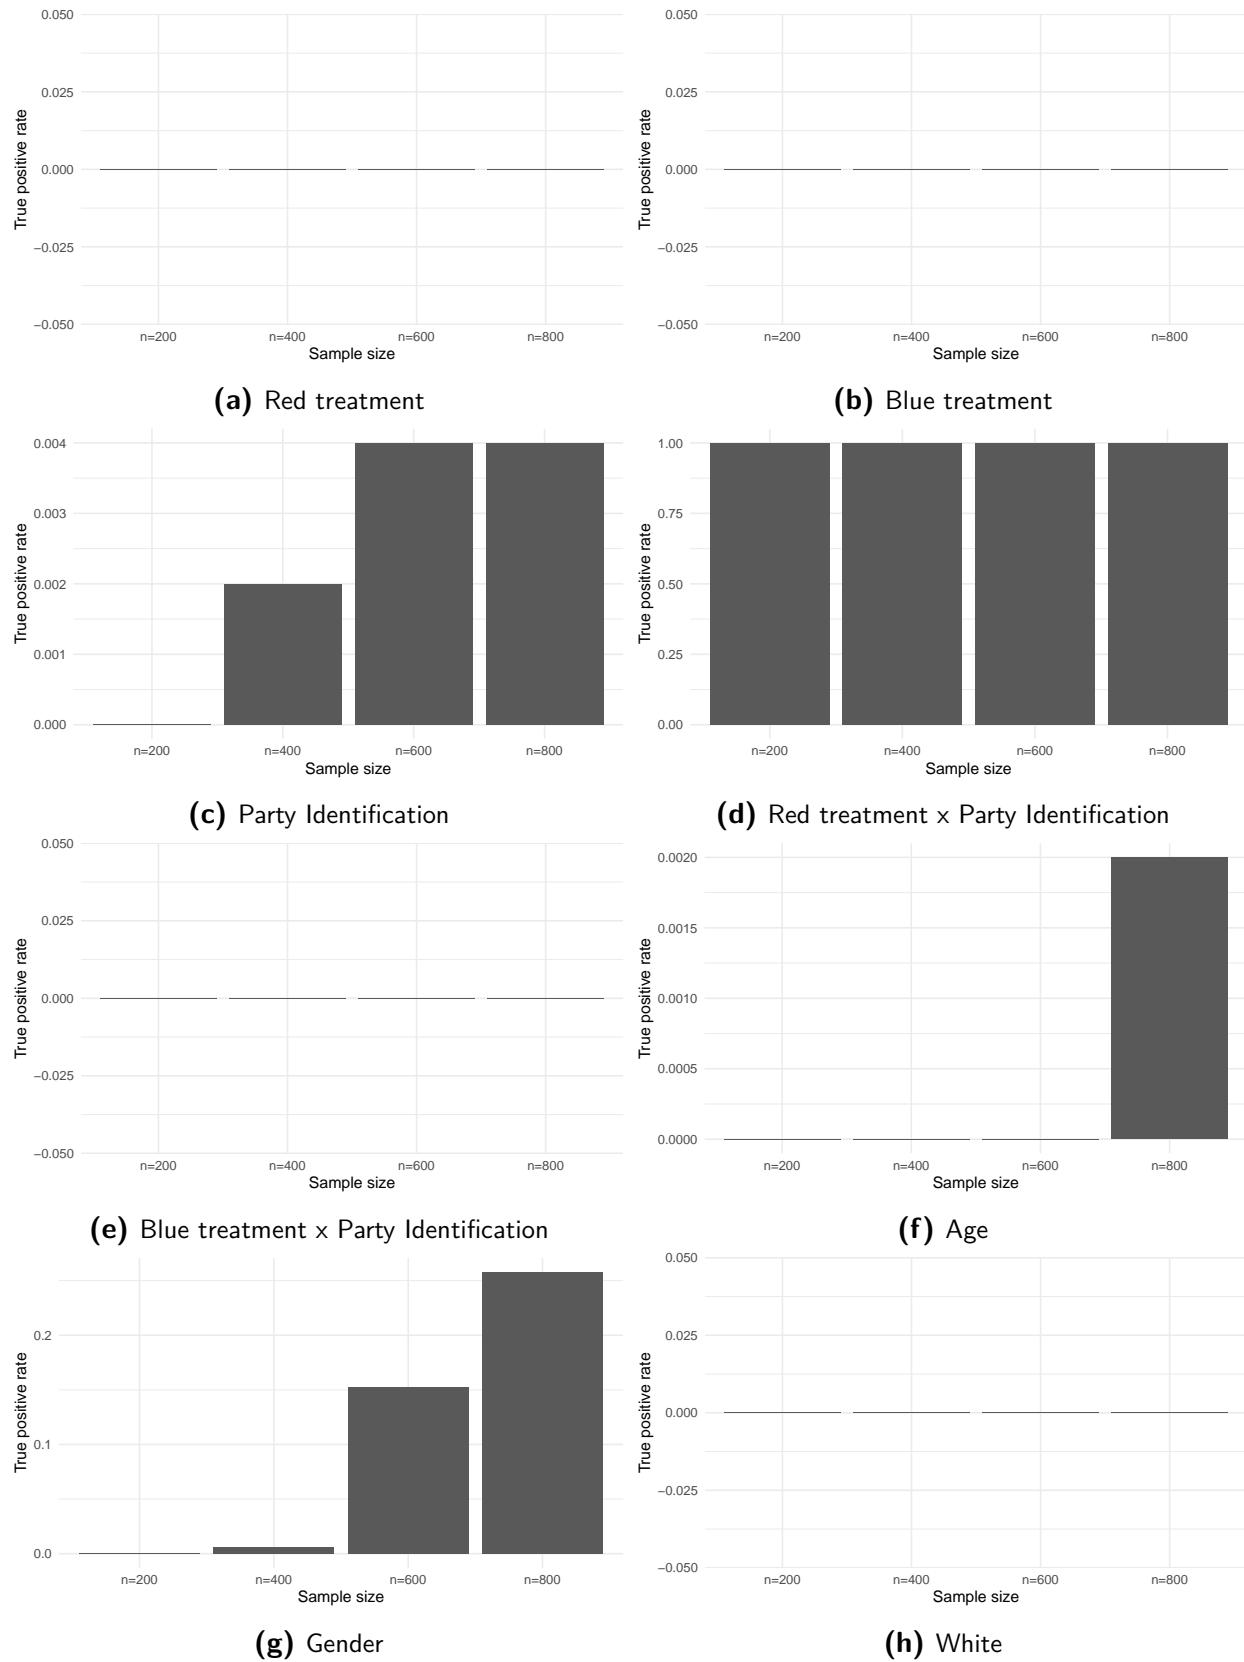 0.050
0.025
0.000
−0.025
−0.050
True positive rate
n=200 n=400 n=600 n=800
Sample size
(a) Red treatment
0.050
0.025
0.000
−0.025
−0.050
True positive rate
n=200 n=400 n=600 n=800
Sample size
(b) Blue treatment
0.004
0.003
0.002
0.001
0.000
True positive rate
n=200 n=400 n=600 n=800
Sample size
(c) Party Identification
1.00
0.75
0.50
0.25
0.00
True positive rate
n=200 n=400 n=600 n=800
Sample size
(d) Red treatment x Party Identification
0.050
0.025
0.000
−0.025
−0.050
True positive rate
n=200 n=400 n=600 n=800
Sample size
(e) Blue treatment x Party Identification
0.0020
0.0015
0.0010
0.0005
0.0000
True positive rate
n=200 n=400 n=600 n=800
Sample size
(f) Age
0.2
0.1
0.0
True positive rate
n=200 n=400 n=600 n=800
Sample size
(g) Gender
0.050
0.025
0.000
−0.025
−0.050
True positive rate
n=200 n=400 n=600 n=800
Sample size
(h) White